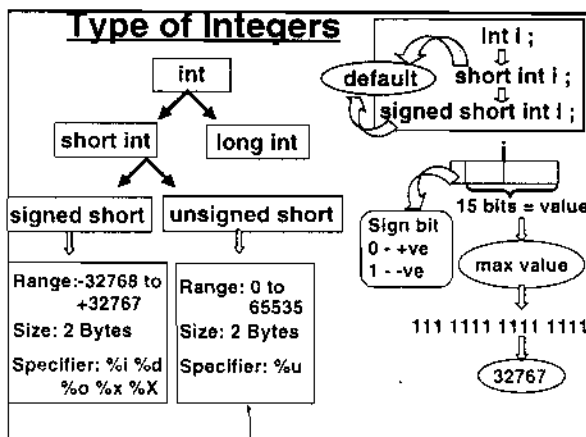 Type of Integers
int
short int
long int
signed short
unsigned short
Range:-32768 to
+32767
Size: 2 Bytes
Specifier: %i %d
%o %x %X
Range: 0 to
65535
Size: 2 Bytes
Specifier: %u
Int i ;
default
short int i ;
signed short int i ;
i
15 bits = value
Sign bit
0 - +ve
1 - -ve
max value
111 1111 1111 1111
32767